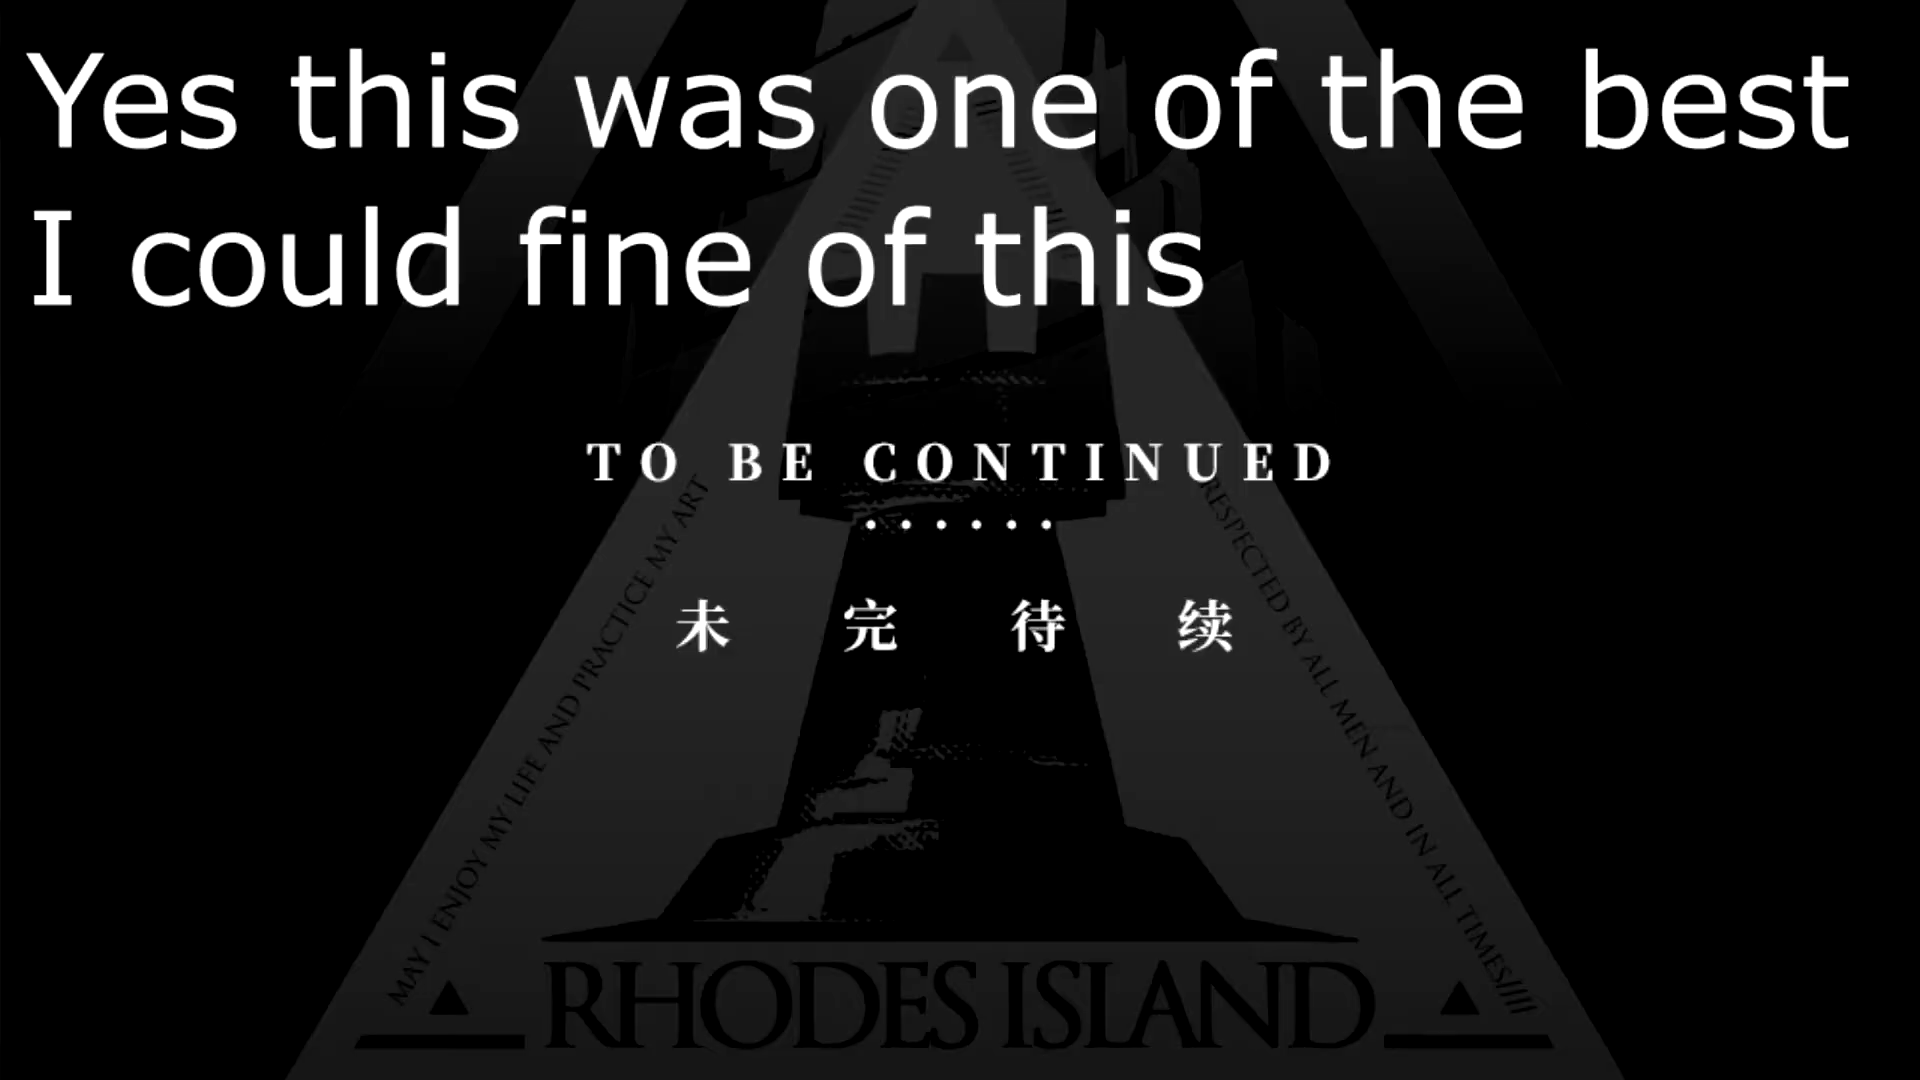 Yes this was one of the best
I could fine of this
TO BE CONTINUED
······
未完待续
MAY I ENJOY MY LIFE AND PRACTICE MY ART
RESPECTED BY ALL MEN AND IN ALL TIMES!!!!
RHODES ISLAND